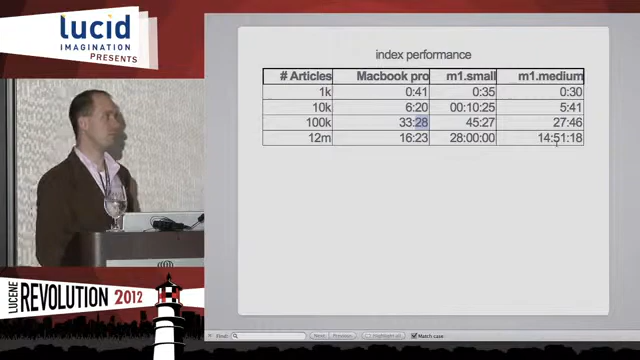 lucid
IMAGINATION
PRESENTS
index performance
# Articles Macbook pro m1.small m1.medium
1k 0:41 0:35 0:30
10k 6:20 00:10:25 5:41
100k 33:28 45:27 27:46
12m 16:23 28:00:00 14:51:18
LUCENE
REVOLUTION 2012
Find: Next Previous Highlight all Match case